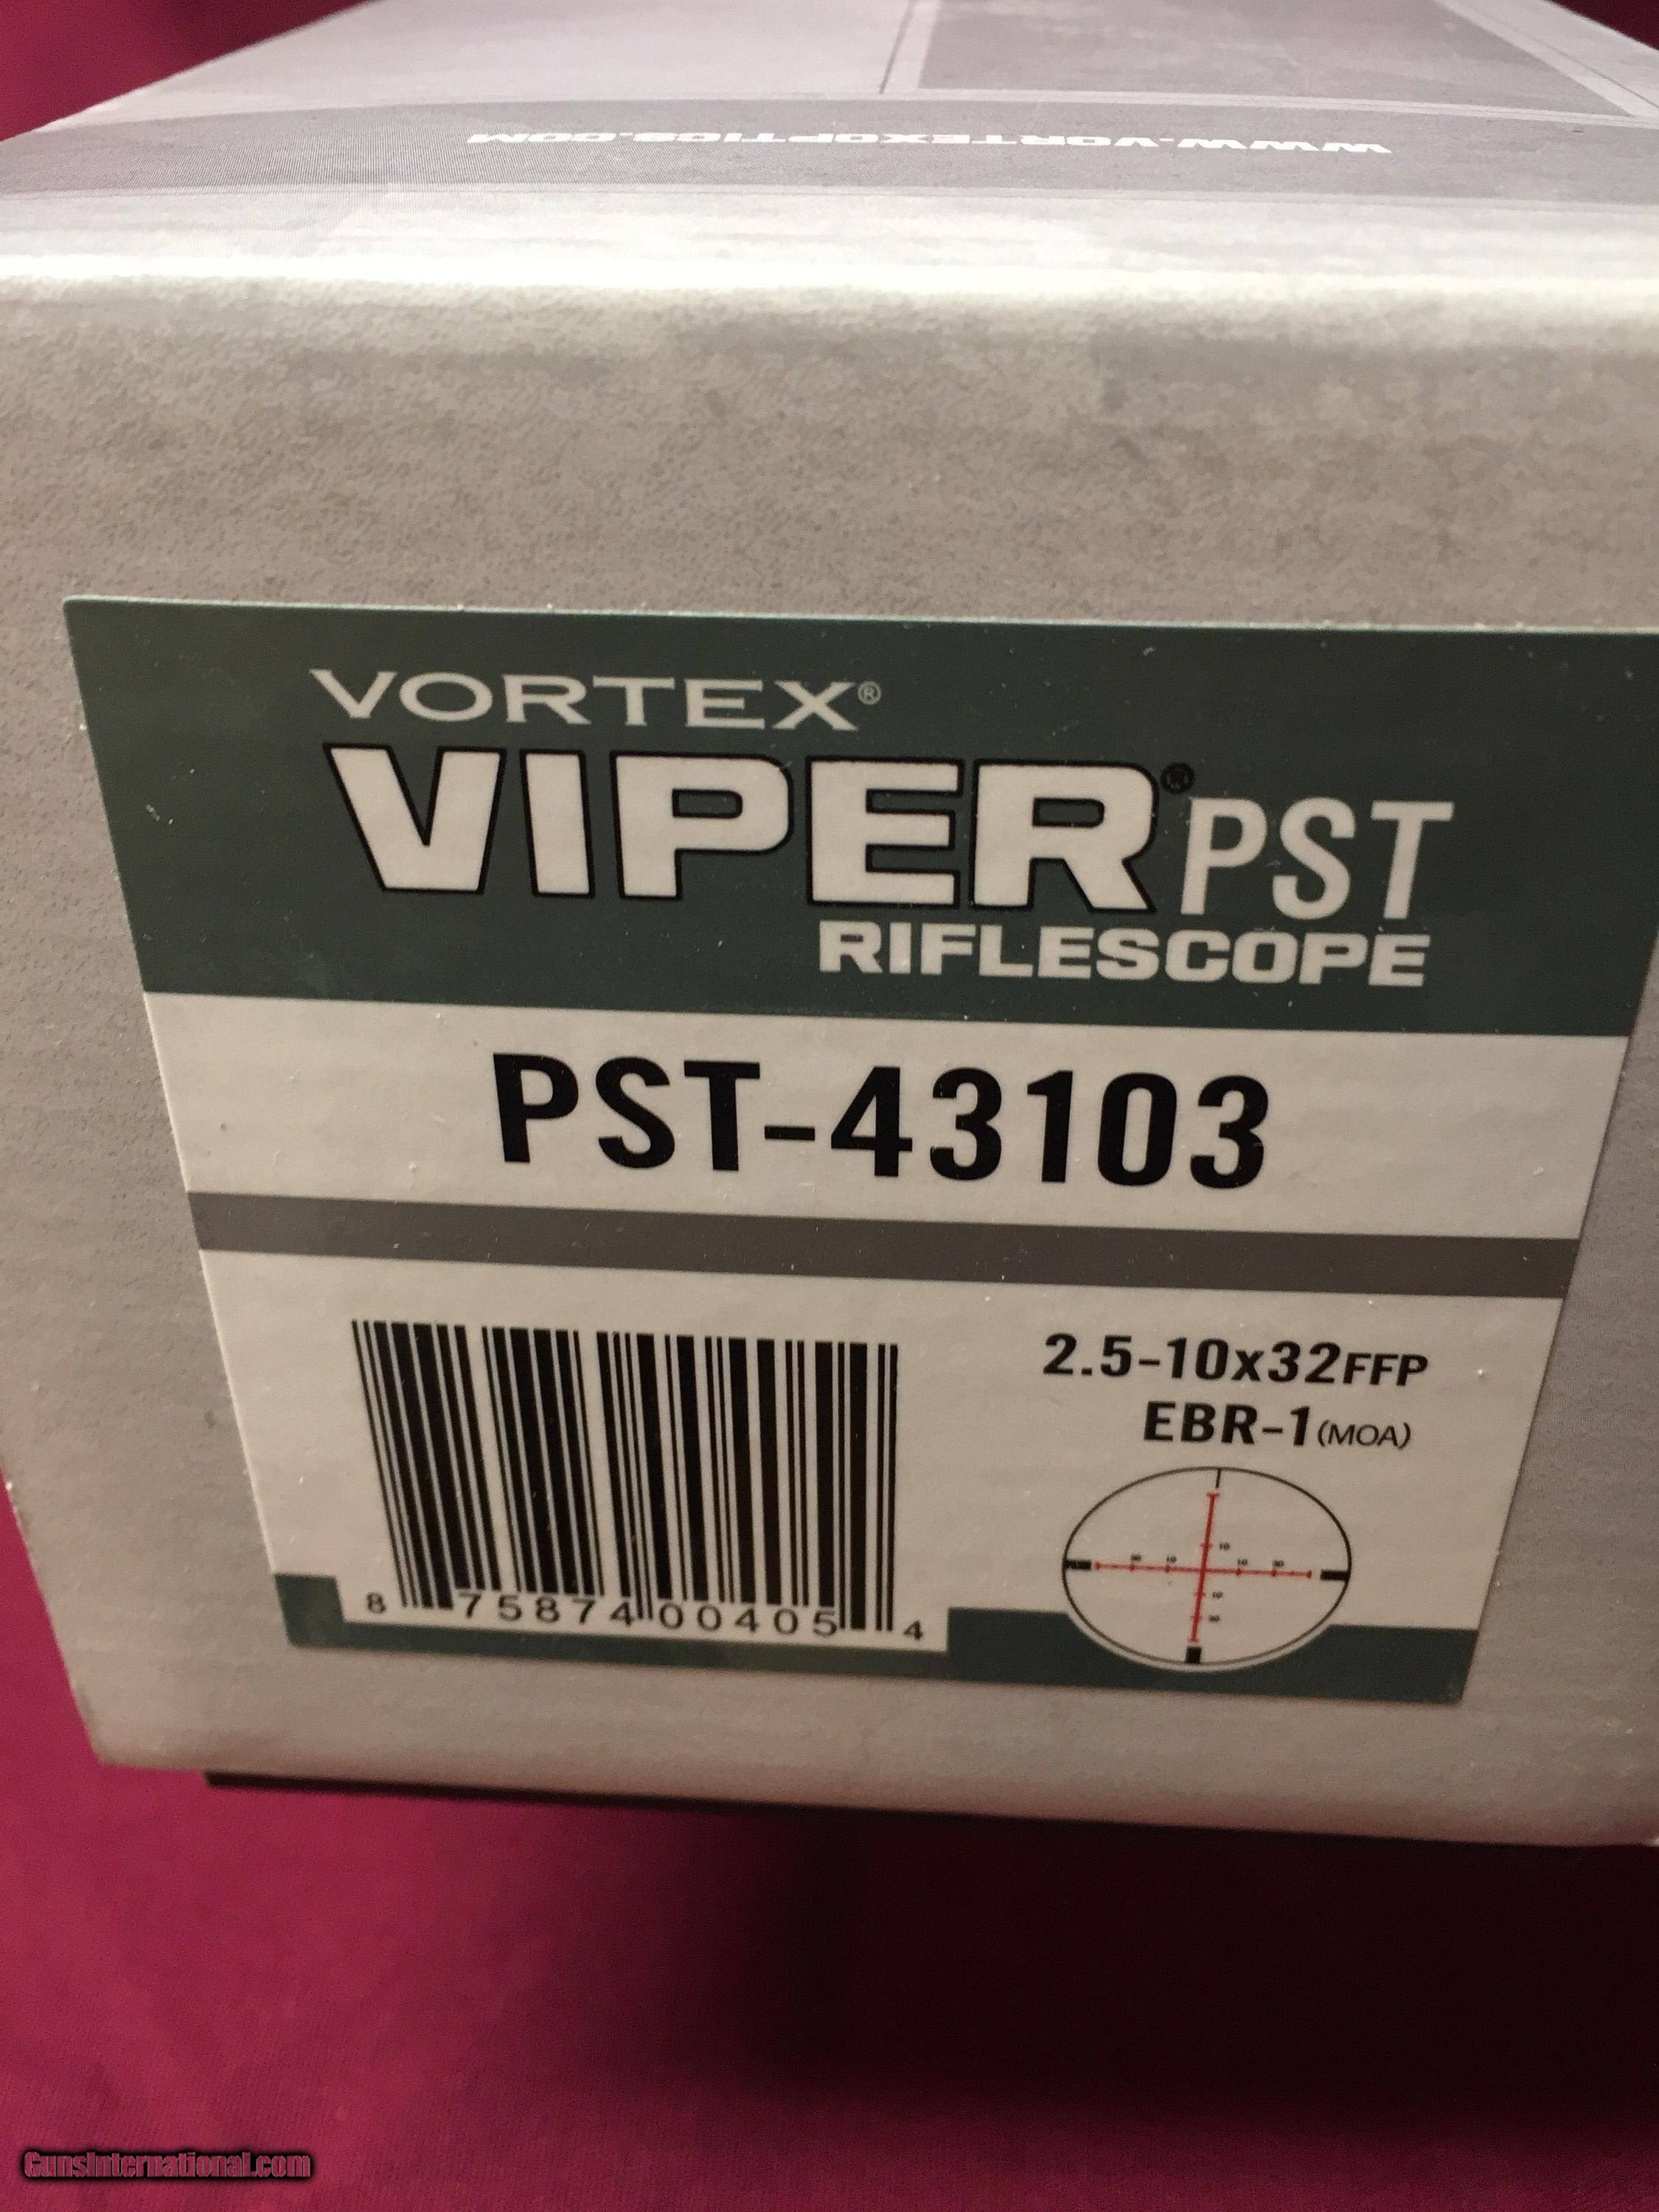 WWW.VORTEXOPTICS.COM
VORTEX®
VIPER® PST
RIFLESCOPE
PST-43103
2.5-10x32FFP
EBR-1(MOA)
8 75874 00405 4
GunsInternational.com